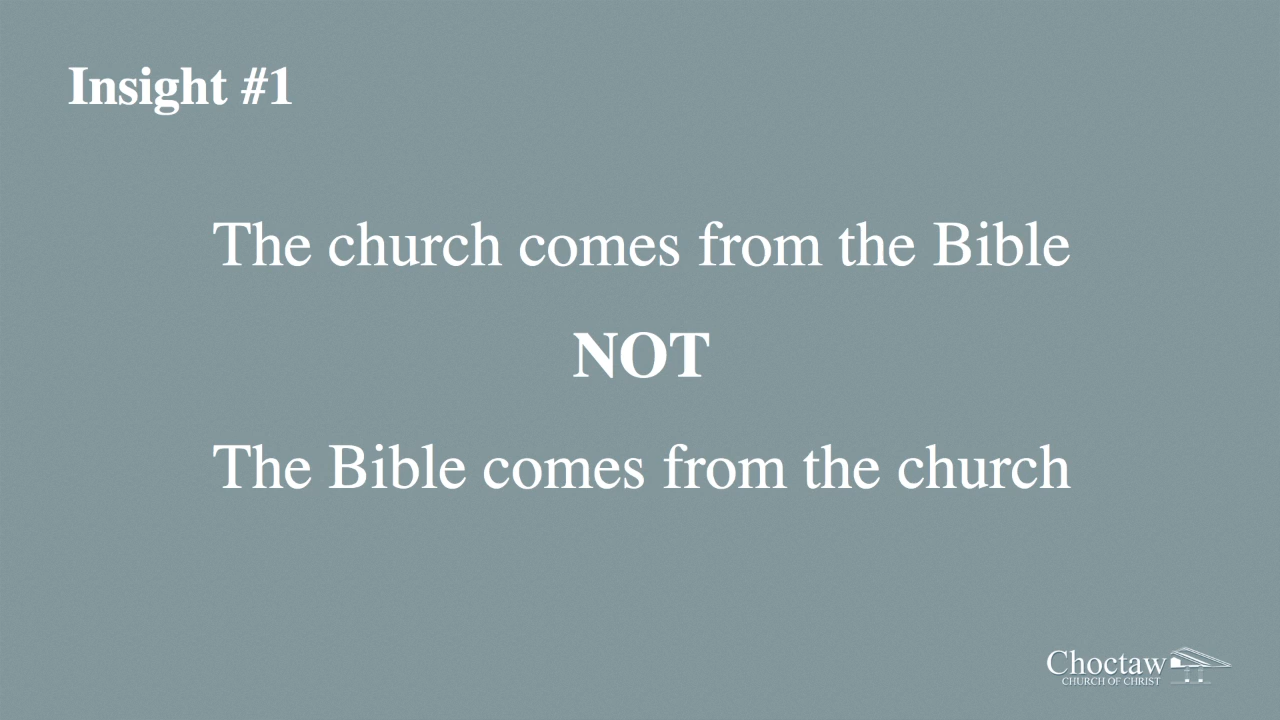 Insight #1
The church comes from the Bible
NOT
The Bible comes from the church
Choctaw
CHURCH OF CHRIST